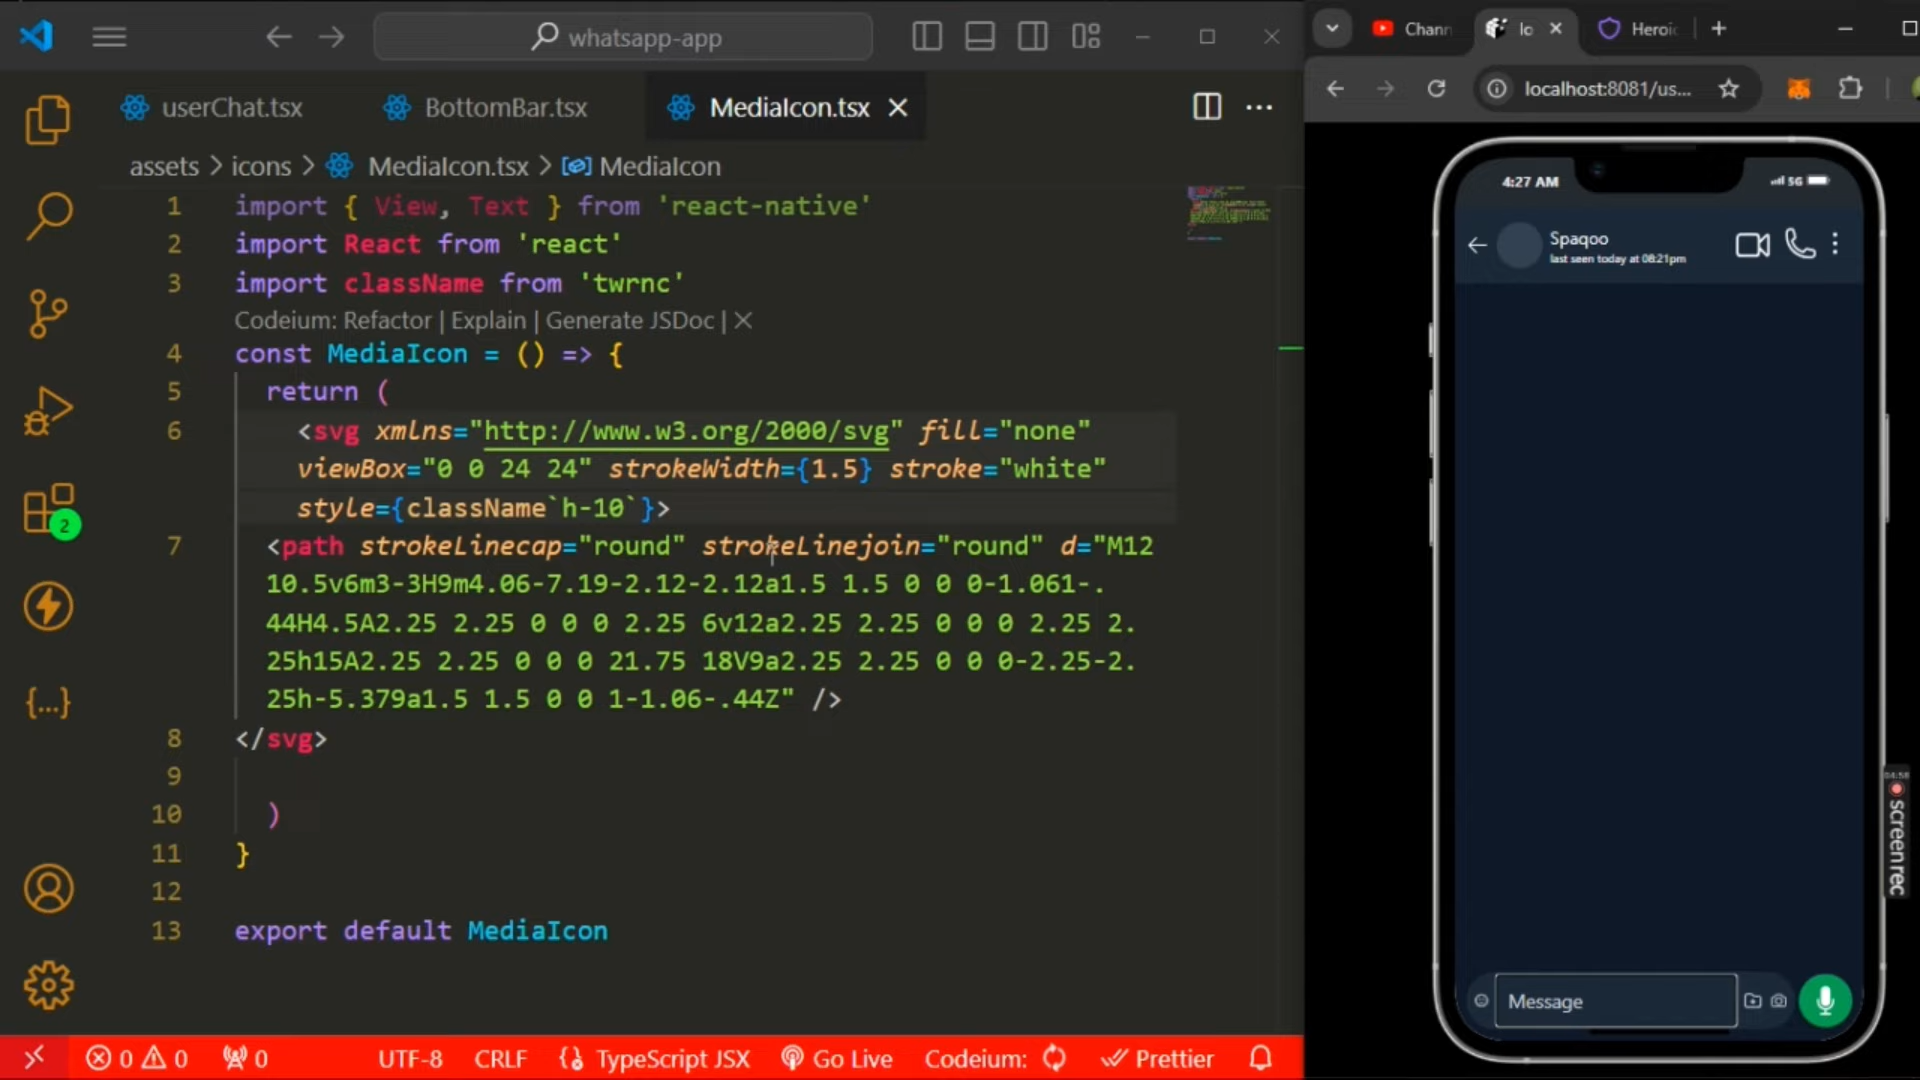 whatsapp-app
userChat.tsx
BottomBar.tsx
MediaIcon.tsx
assets > icons > MediaIcon.tsx > MediaIcon
1 import { View, Text } from 'react-native'
2 import React from 'react'
3 import className from 'twrnc'
Codeium: Refactor | Explain | Generate JSDoc | ×
4 const MediaIcon = () => {
5 return (
6 <svg xmlns="http://www.w3.org/2000/svg" fill="none"
viewBox="0 0 24 24" strokeWidth={1.5} stroke="white"
style={className`h-10`}>
7 <path strokeLinecap="round" strokeLinejoin="round" d="M12
10.5v6m3-3H9m4.06-7.19-2.12-2.12a1.5 1.5 0 0 0-1.061-.
44H4.5A2.25 2.25 0 0 0 2.25 6v12a2.25 2.25 0 0 0 2.25 2.
25h15A2.25 2.25 0 0 0 21.75 18V9a2.25 2.25 0 0 0-2.25-2.
25h-5.379a1.5 1.5 0 0 1-1.06-.44Z" />
8 </svg>
9
10 )
11 }
12
13 export default MediaIcon
2
0 0 0
UTF-8
CRLF
TypeScript JSX
Go Live
Codeium:
Prettier
Chann
lo
Heroic
localhost:8081/us...
4:27 AM
5G
Spaqoo
last seen today at 08:21pm
Message
04:58
screenrec